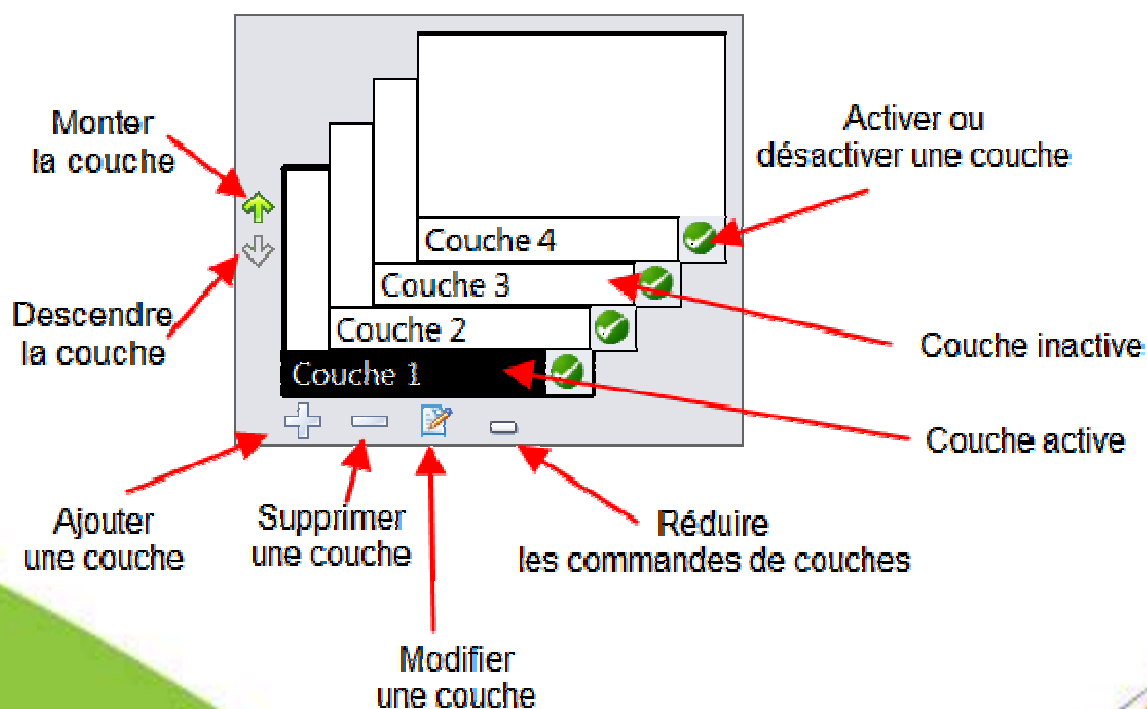 Monter
la couche
Activer ou
désactiver une couche
Couche 4
Couche 3
Descendre
la couche
Couche 2
Couche inactive
Couche 1
Couche active
Ajouter
une couche
Supprimer
une couche
Réduire
les commandes de couches
Modifier
une couche